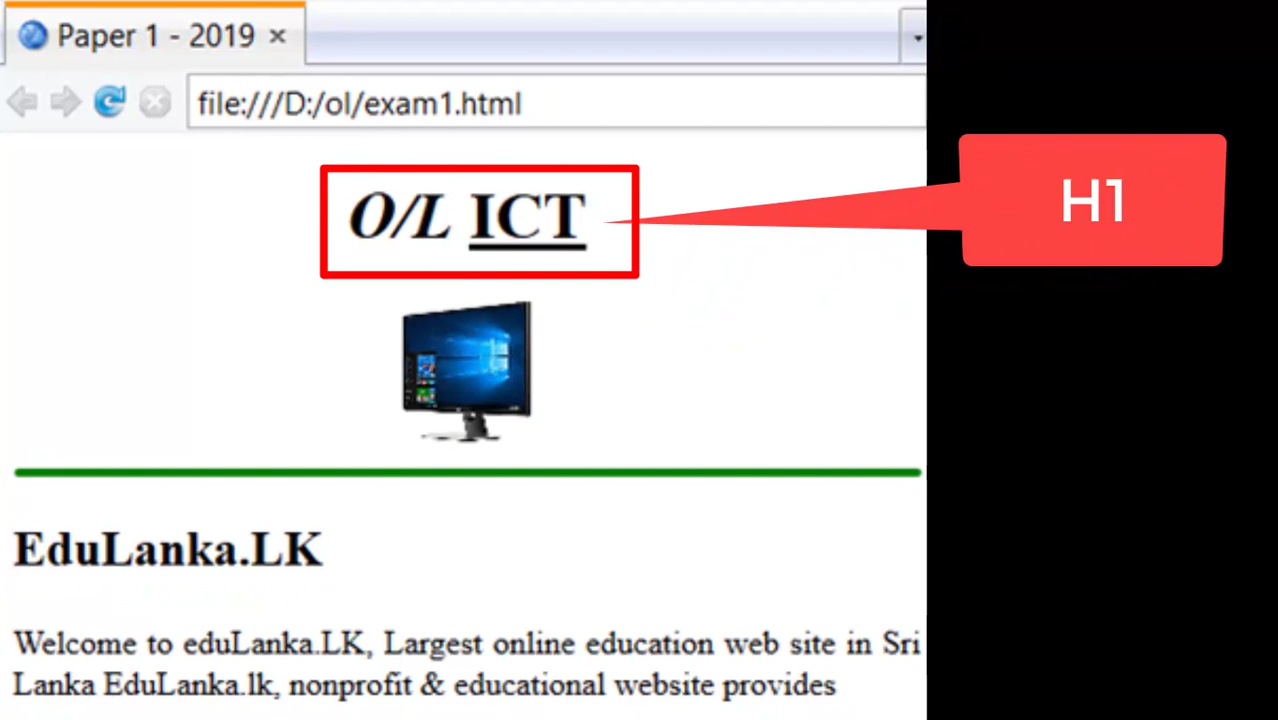 Paper 1 - 2019
file:///D:/ol/exam1.html
O/L ICT
H1
EduLanka.LK
Welcome to eduLanka.LK, Largest online education web site in Sri
Lanka EduLanka.lk, nonprofit & educational website provides